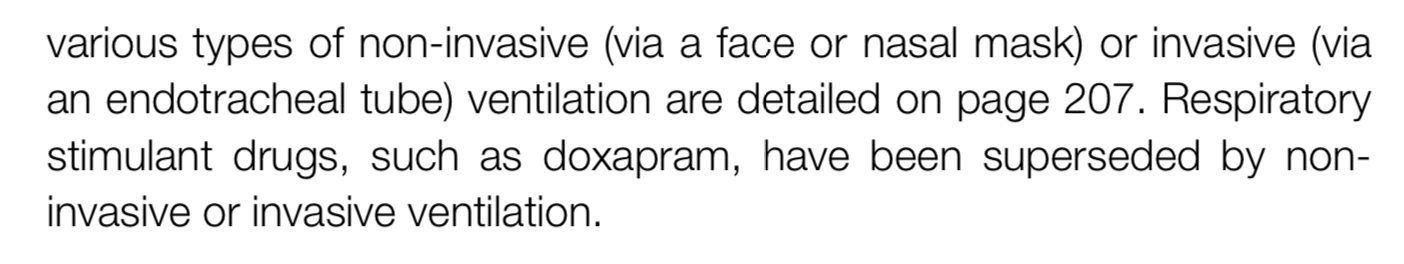 various types of non-invasive (via a face or nasal mask) or invasive (via
an endotracheal tube) ventilation are detailed on page 207. Respiratory
stimulant drugs, such as doxapram, have been superseded by non-
invasive or invasive ventilation.